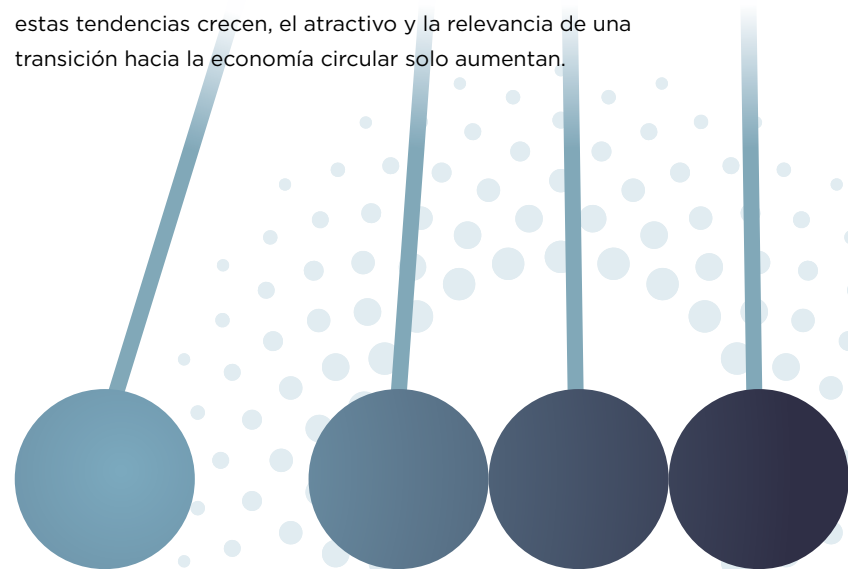 estas tendencias crecen, el atractivo y la relevancia de una
transición hacia la economía circular solo aumentan.